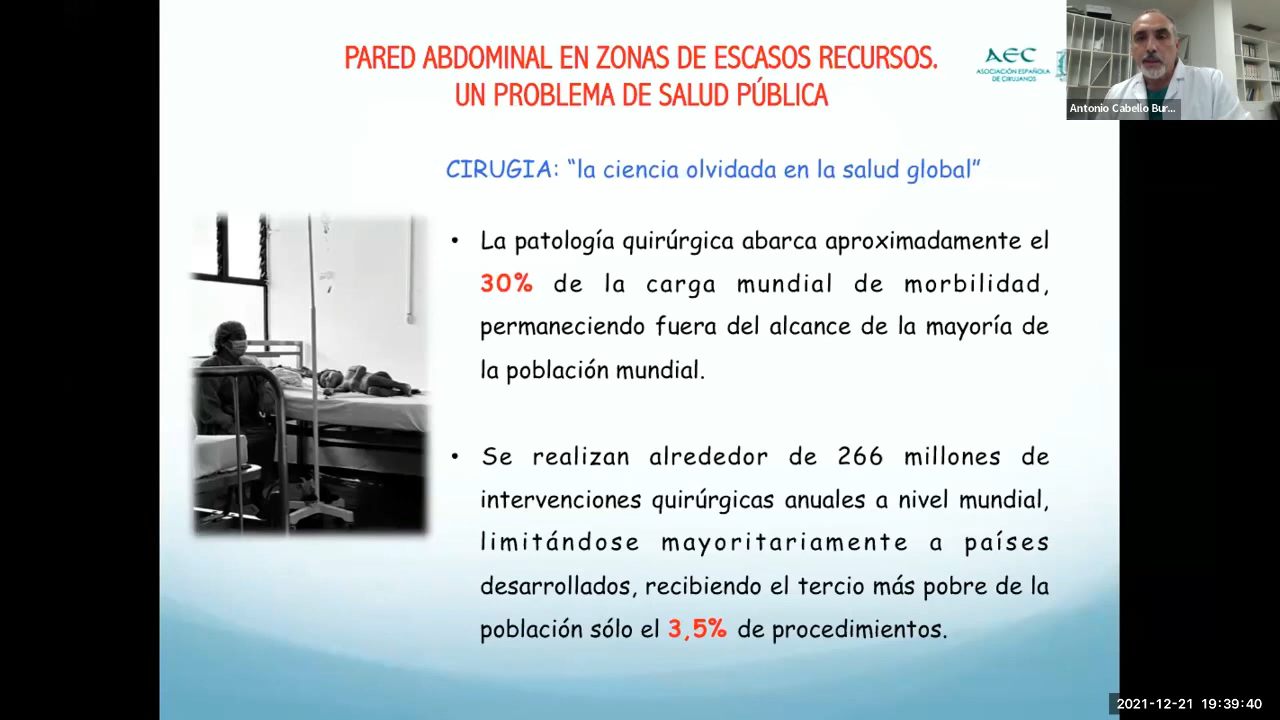 PARED ABDOMINAL EN ZONAS DE ESCASOS RECURSOS.
UN PROBLEMA DE SALUD PÚBLICA
AEC
ASOCIACIÓN ESPAÑOLA
DE CIRUJANOS
Antonio Cabello Bur...
CIRUGIA: “la ciencia olvidada en la salud global”
• La patología quirúrgica abarca aproximadamente el
30% de la carga mundial de morbilidad,
permaneciendo fuera del alcance de la mayoría de
la población mundial.
• Se realizan alrededor de 266 millones de
intervenciones quirúrgicas anuales a nivel mundial,
limitándose mayoritariamente a países
desarrollados, recibiendo el tercio más pobre de la
población sólo el 3,5% de procedimientos.
2021-12-21 19:39:40